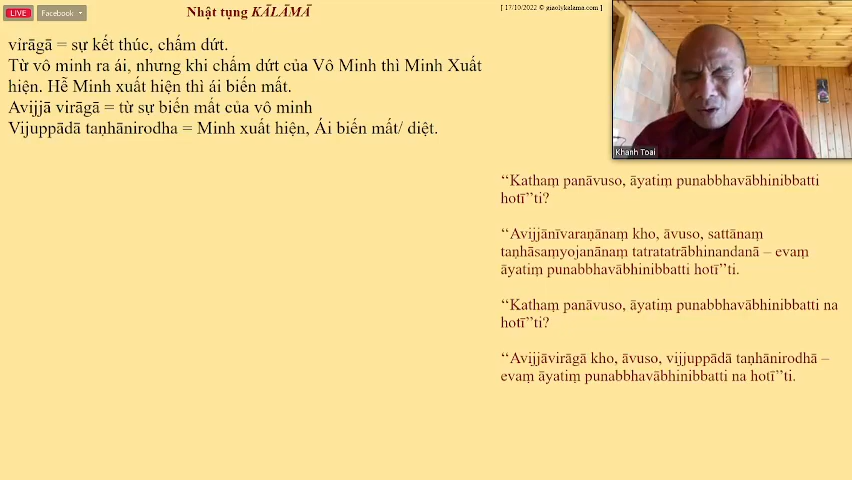 LIVE
Facebook
Nhật tụng KĀLĀMĀ
[ 17/10/2022 © giaolykalama.com ]
virāgā = sự kết thúc, chấm dứt.
Từ vô minh ra ái, nhưng khi chấm dứt của Vô Minh thì Minh Xuất
hiện. Hễ Minh xuất hiện thì ái biến mất.
Avijjā virāgā = từ sự biến mất của vô minh
Vijuppādā taṇhānirodha = Minh xuất hiện, Ái biến mất/ diệt.
Khanh Toai
“Kathaṃ panāvuso, āyatiṃ punabbhavābhinibbatti
hotī”ti?
“Avijjānīvaraṇānaṃ kho, āvuso, sattānaṃ
taṇhāsaṃyojanānaṃ tatratatrābhinandanā – evaṃ
āyatiṃ punabbhavābhinibbatti hotī”ti.
“Kathaṃ panāvuso, āyatiṃ punabbhavābhinibbatti na
hotī”ti?
“Avijjāvirāgā kho, āvuso, vijjuppādā taṇhānirodhā –
evaṃ āyatiṃ punabbhavābhinibbatti na hotī”ti.